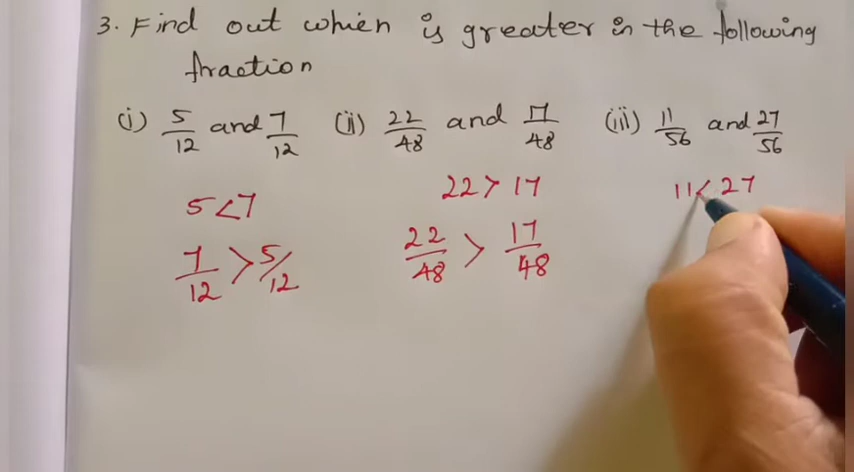 3. Find out which is greater in the following
fraction
(i) 5/12 and 7/12 (ii) 22/48 and 17/48 (iii) 11/56 and 27/56
5 < 7 22 > 17 11 < 27
7/12 > 5/12 22/48 > 17/48